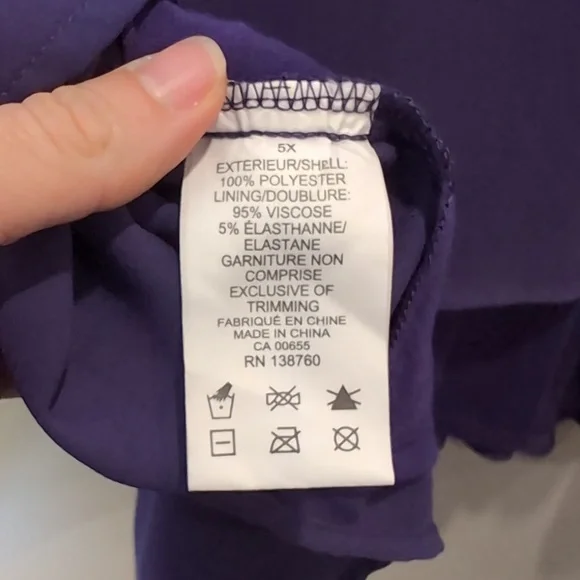 5X
EXTERIEUR/SHELL:
100% POLYESTER
LINING/DOUBLURE:
95% VISCOSE
5% ÉLASTHANNE/
ELASTANE
GARNITURE NON
COMPRISE
EXCLUSIVE OF
TRIMMING
FABRIQUÉ EN CHINE
MADE IN CHINA
CA 00655
RN 138760